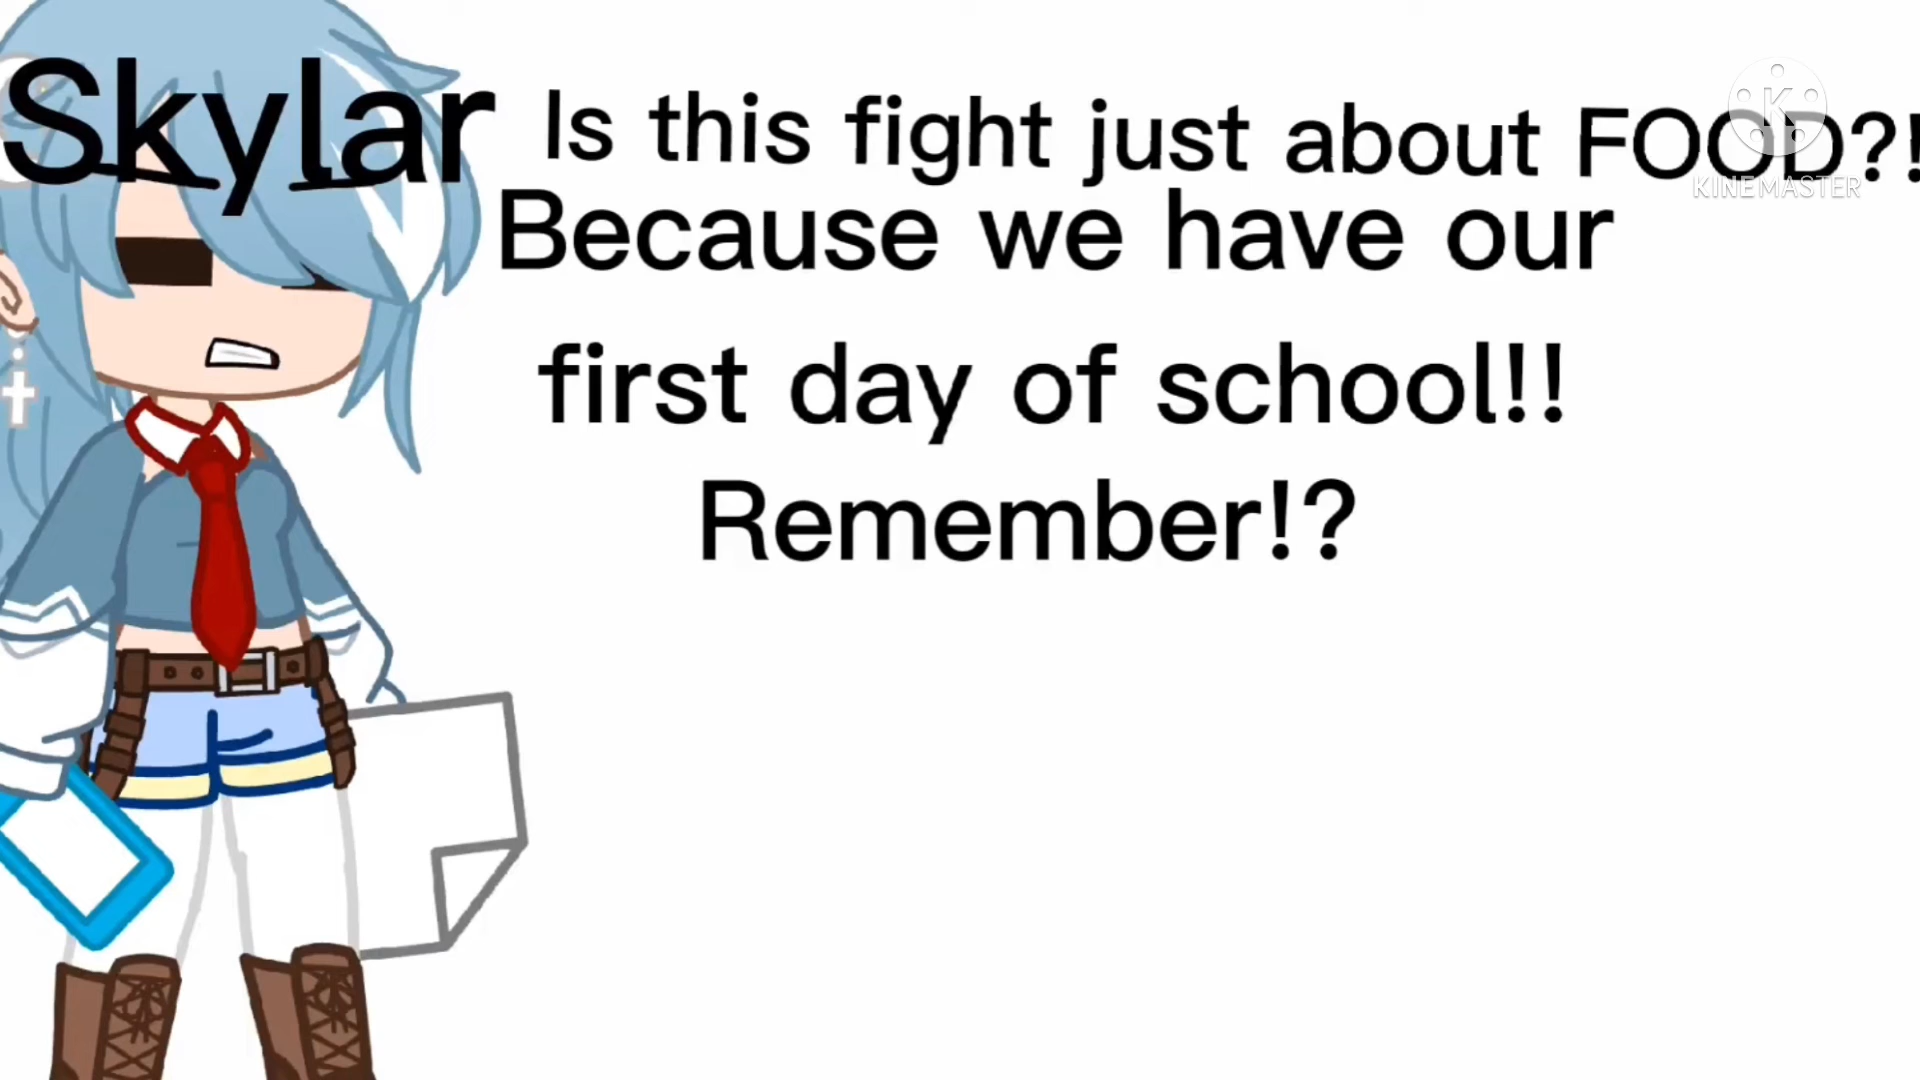 Skylar
Is this fight just about FOOD?!
KINEMASTER
Because we have our
first day of school!!
Remember!?